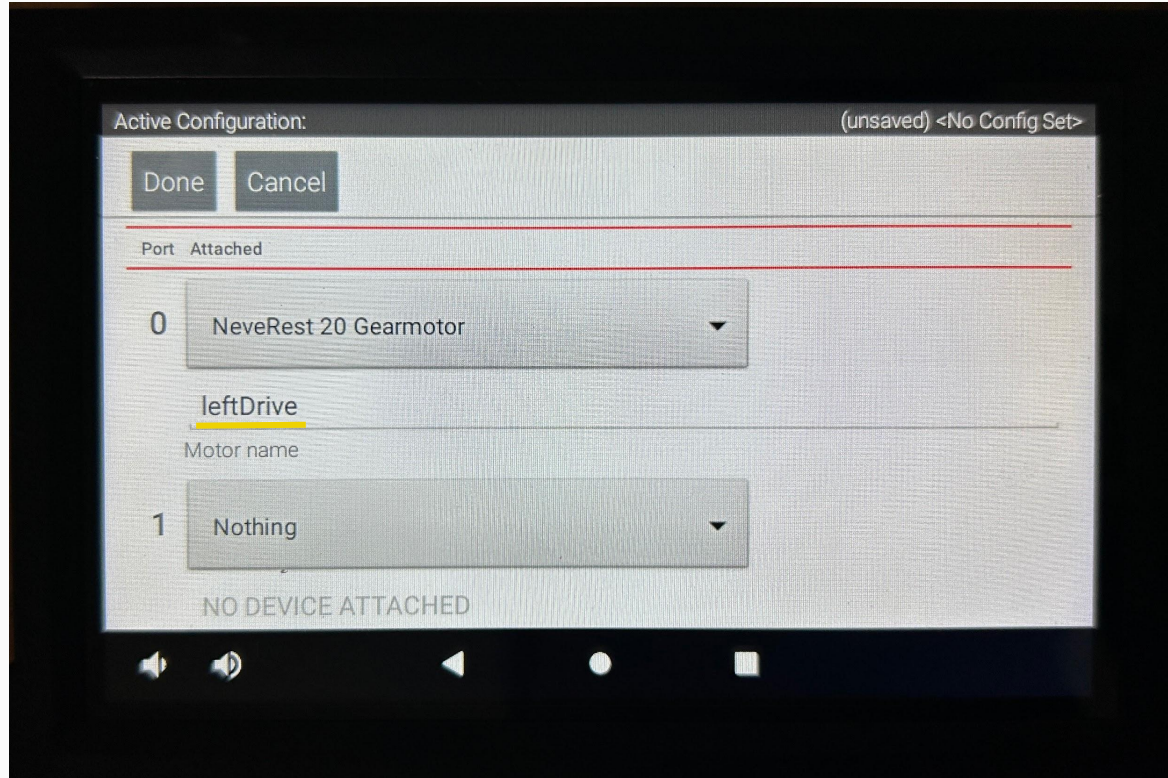 Active Configuration: (unsaved) <No Config Set>
Done Cancel
Port Attached
0 NeveRest 20 Gearmotor
leftDrive
Motor name
1 Nothing
NO DEVICE ATTACHED